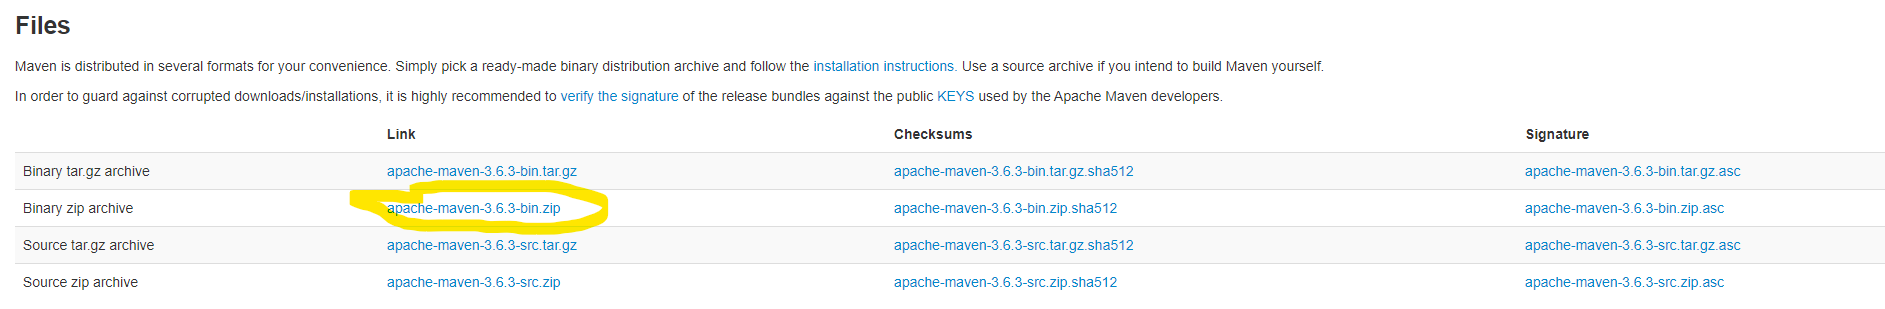 Files
Maven is distributed in several formats for your convenience. Simply pick a ready-made binary distribution archive and follow the installation instructions. Use a source archive if you intend to build Maven yourself.
In order to guard against corrupted downloads/installations, it is highly recommended to verify the signature of the release bundles against the public KEYS used by the Apache Maven developers.
Link Checksums Signature
Binary tar.gz archive apache-maven-3.6.3-bin.tar.gz apache-maven-3.6.3-bin.tar.gz.sha512 apache-maven-3.6.3-bin.tar.gz.asc
Binary zip archive apache-maven-3.6.3-bin.zip apache-maven-3.6.3-bin.zip.sha512 apache-maven-3.6.3-bin.zip.asc
Source tar.gz archive apache-maven-3.6.3-src.tar.gz apache-maven-3.6.3-src.tar.gz.sha512 apache-maven-3.6.3-src.tar.gz.asc
Source zip archive apache-maven-3.6.3-src.zip apache-maven-3.6.3-src.zip.sha512 apache-maven-3.6.3-src.zip.asc